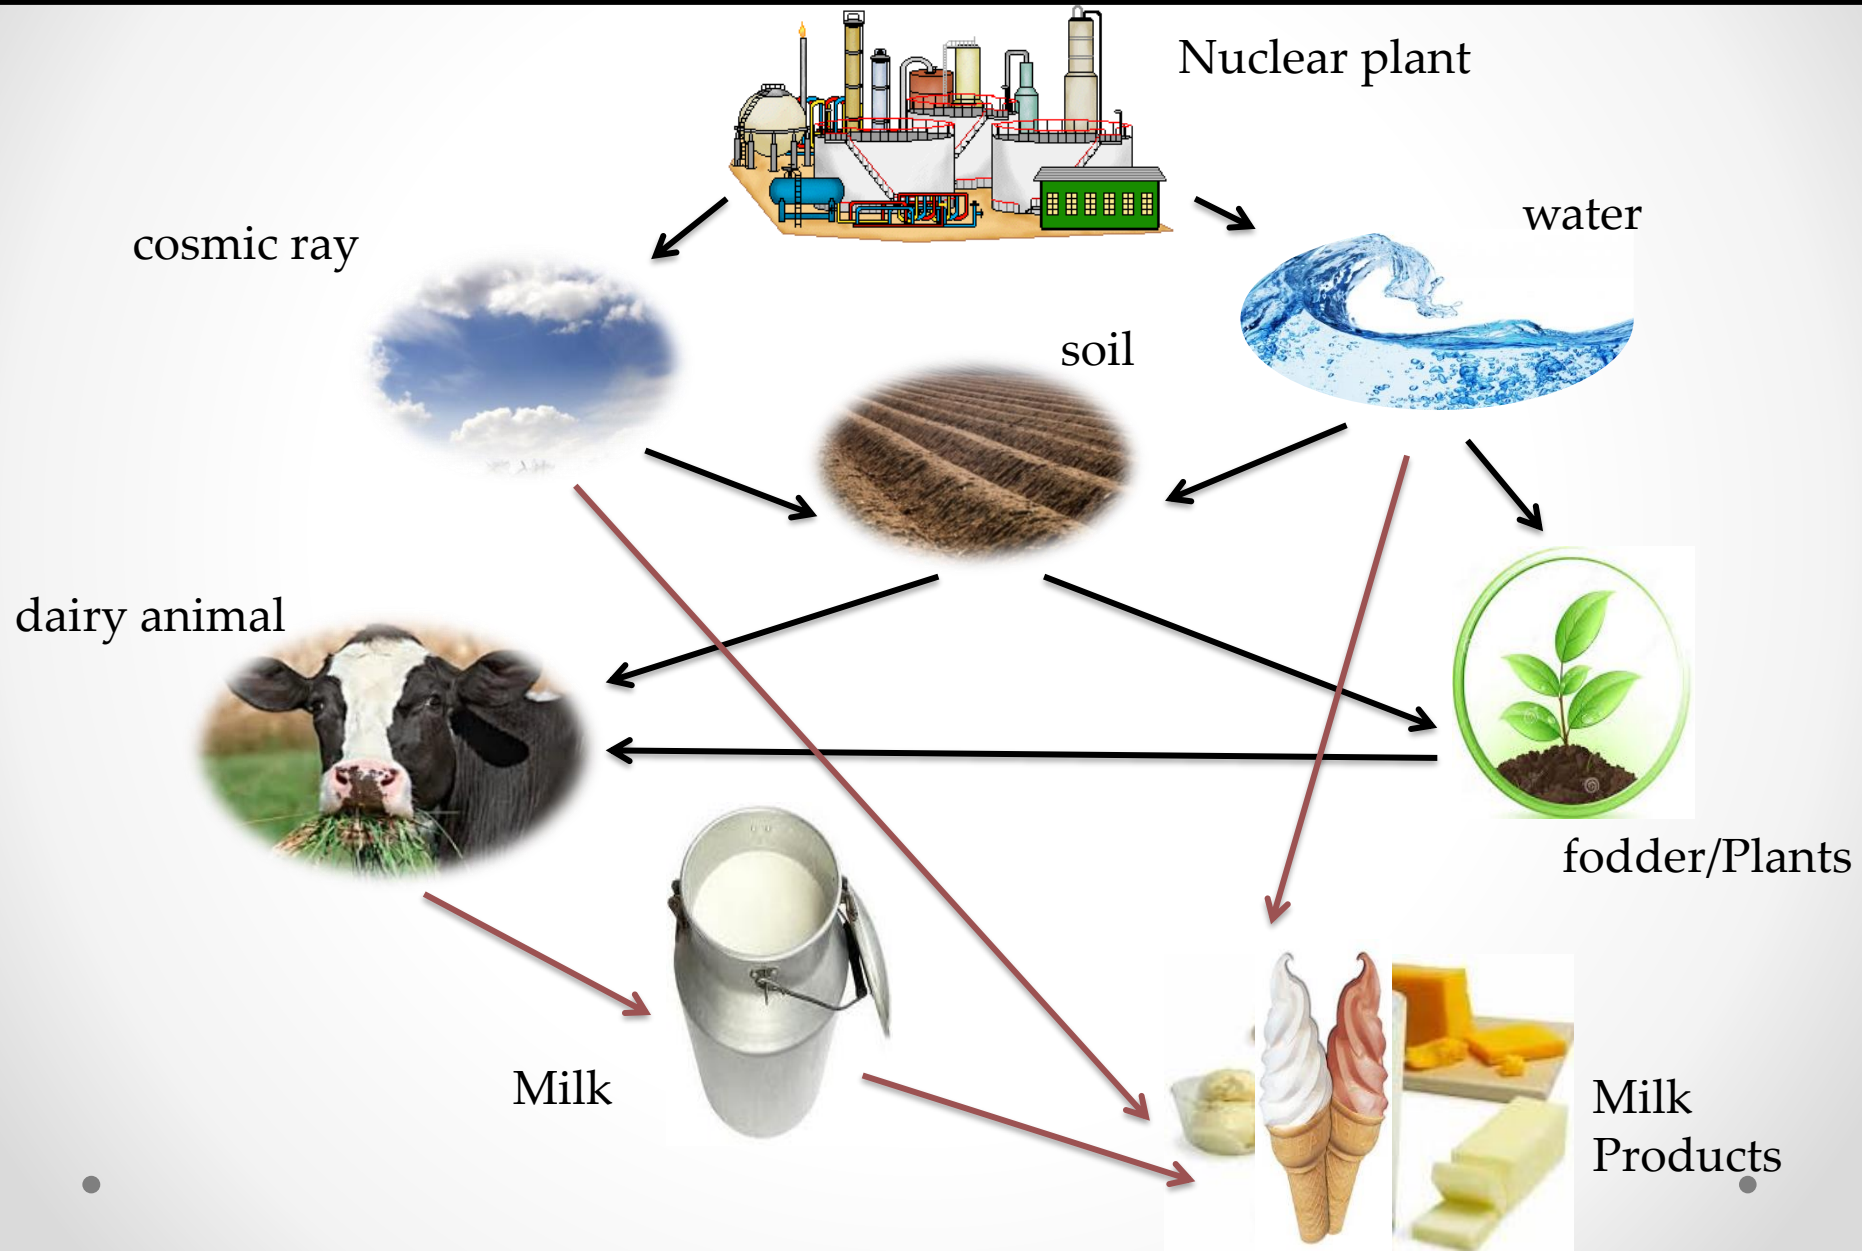 Nuclear plant
cosmic ray
water
soil
dairy animal
fodder/Plants
Milk
Milk
Products